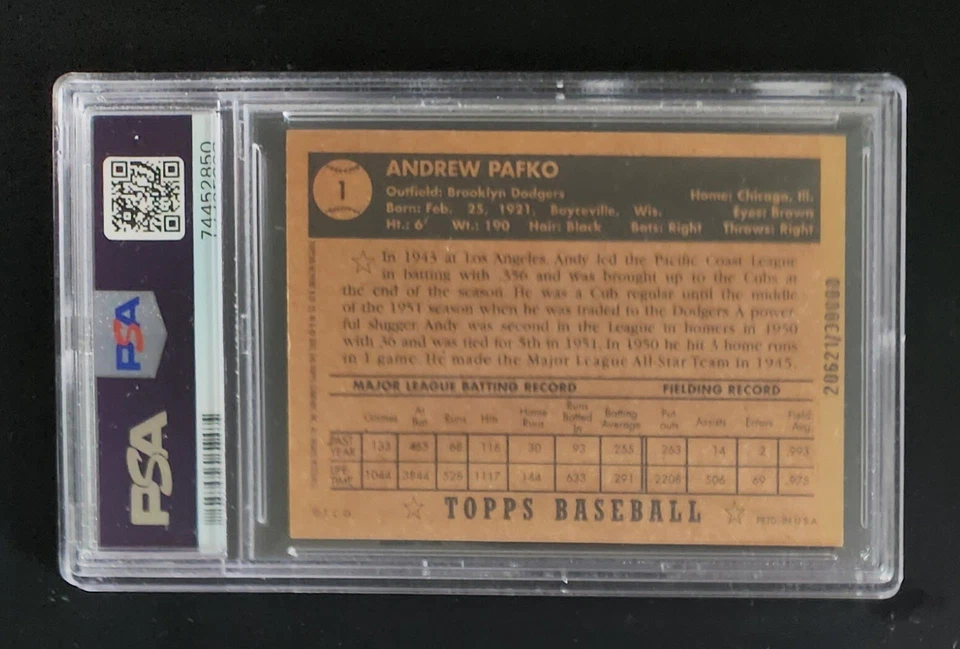 74452850
PSA
PSA
1
ANDREW PAFKO
Outfield: Brooklyn Dodgers Home: Chicago, Ill.
Born: Feb. 25, 1921, Boyceville, Wis. Eyes: Brown
Ht.: 6' Wt.: 190 Hair: Black Bats: Right Throws: Right
In 1943 at Los Angeles, Andy led the Pacific Coast League
in batting with .356 and was brought up to the Cubs at
the end of the season. He was a Cub regular until the middle
of the 1951 season when he was traded to the Dodgers. A power-
ful slugger, Andy was second in the League in homers in 1950
with 36 and was tied for 5th in 1951. In 1950 he hit 3 home runs
in 1 game. He made the Major League All-Star Team in 1945.
20621/30000
MAJOR LEAGUE BATTING RECORD FIELDING RECORD
Games At Bat Runs Hits Home Runs Runs Batted In Batting Average Put outs Assists Errors Field. Avg.
PAST YEAR 133 455 68 116 30 93 .255 263 14 2 .993
LIFE TIME 1044 3844 526 1117 144 633 .291 2208 506 69 .975
T.C.G. TOPPS BASEBALL PRTD. IN U.S.A.